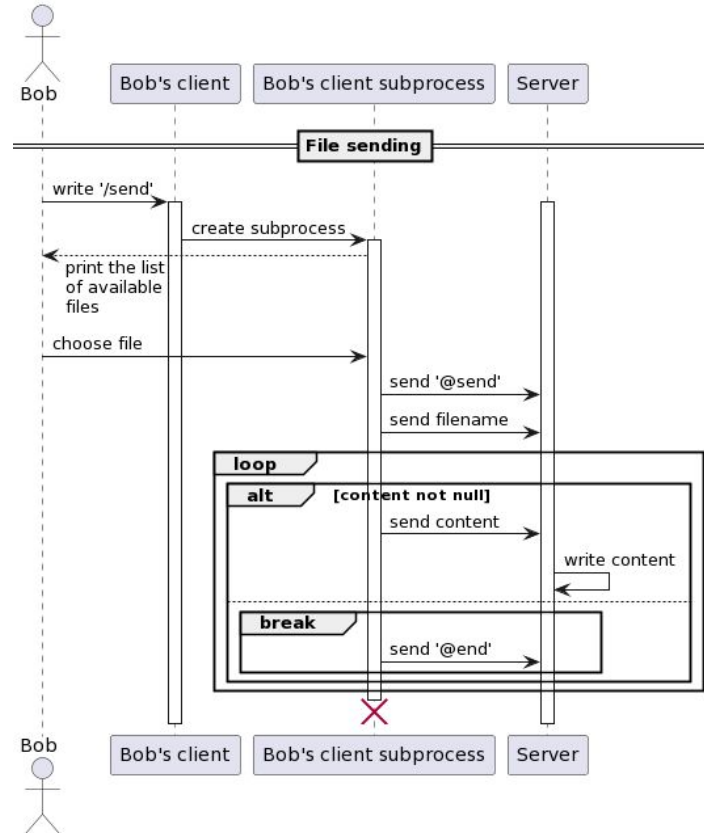 Bob
Bob's client
Bob's client subprocess
Server
File sending
write '/send'
create subprocess
print the list
of available
files
choose file
send '@send'
send filename
loop
alt
[content not null]
send content
write content
break
send '@end'
Bob
Bob's client
Bob's client subprocess
Server